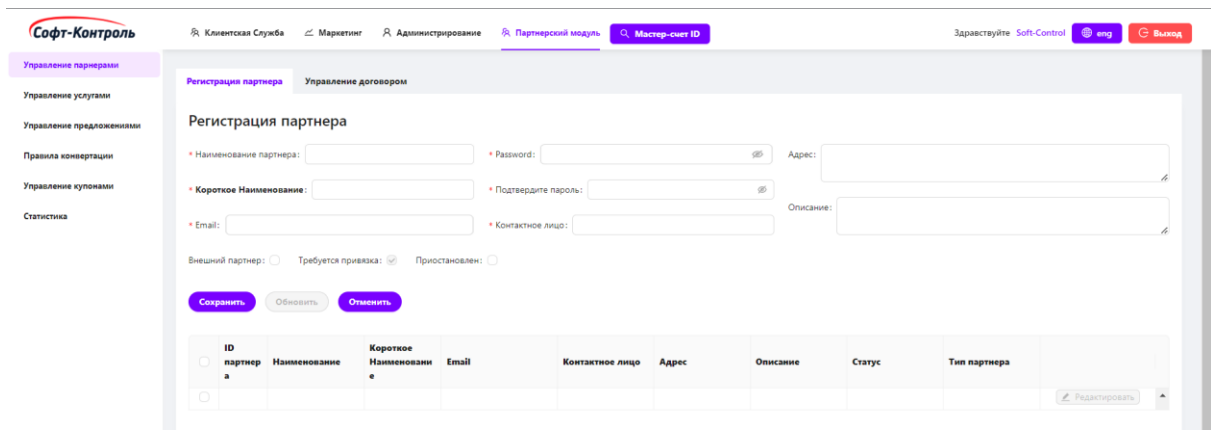 Софт-Контроль
Клиентская Служба Маркетинг Администрирование Партнерский модуль Мастер-счет ID Здравствуйте Soft-Control eng Выход
Управление парнерами
Управление услугами
Управление предложениями
Правила конвертации
Управление купонами
Статистика
Регистрация партнера Управление договором
Регистрация партнера
* Наименование партнера: * Password: Адрес:
* Короткое Наименование: * Подтвердите пароль:
Описание:
* Email: * Контактное лицо:
Внешний партнер: Требуется привязка: Приостановлен:
Сохранить Обновить Отменить
ID Короткое
партнер Наименование Наименовани Email Контактное лицо Адрес Описание Статус Тип партнера
а е
Редактировать